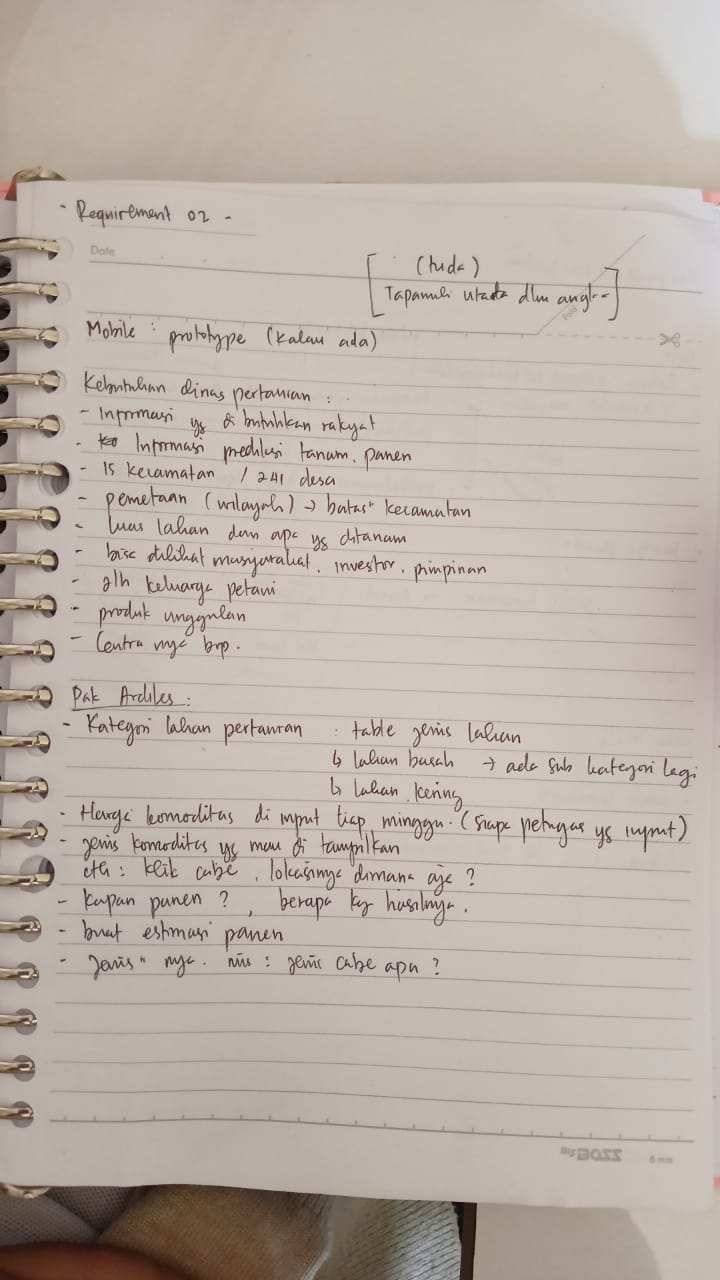 - Requirement 02 -
Date
(tuda)
Tapanuli utara dlm angka
Fold
Mobile : prototype (kalau ada)
Kebutuhan dinas pertanian :
- Informasi yg di butuhkan rakyat
- Informasi prediksi tanam, panen
- 15 kecamatan / 241 desa
- pemetaan (wilayah) → batas" kecamatan
- luas lahan dan apa yg ditanam
- bisa dilihat masyarakat, investor, pimpinan
- jlh keluarga petani
- produk unggulan
- Centra nya brp.
Pak Ardiles :
- Kategori lahan pertanian : table jenis lahan
↳ lahan basah → ada sub kategori lagi
↳ lahan kering
- Harga komoditas di input tiap minggu. (siapa petugas yg input)
- jenis komoditas yg mau di tampilkan
cth : klik cabe, lokasinya dimana aja ?
- Kapan panen ? , berapa kg hasilnya.
- buat estimasi panen
- Jenis" nya. mis : jenis cabe apa ?
BIG BOSS 6 mm